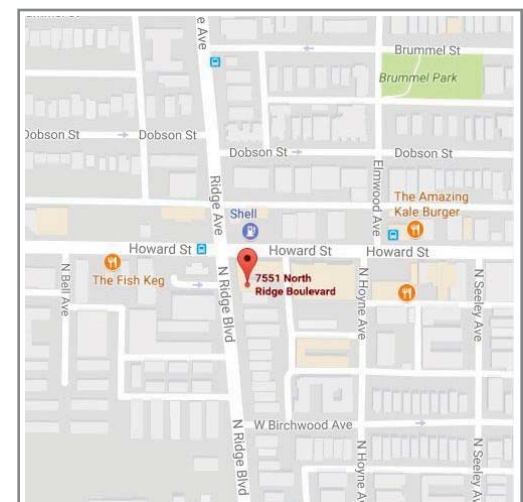 e Ave
Brummel St
Brummel Park
Dobson St
Dobson St
Dobson St
Dobson St
Ridge Ave
Elmwood Ave
The Amazing
Kale Burger
Shell
Howard St
Howard St
Howard St
The Fish Keg
7551 North
Ridge Boulevard
N Bell Ave
N Ridge Blvd
N Hoyne Ave
N Seeley Ave
W Birchwood Ave
N Ridge Blvd
N Hoyne A
N Seeley A